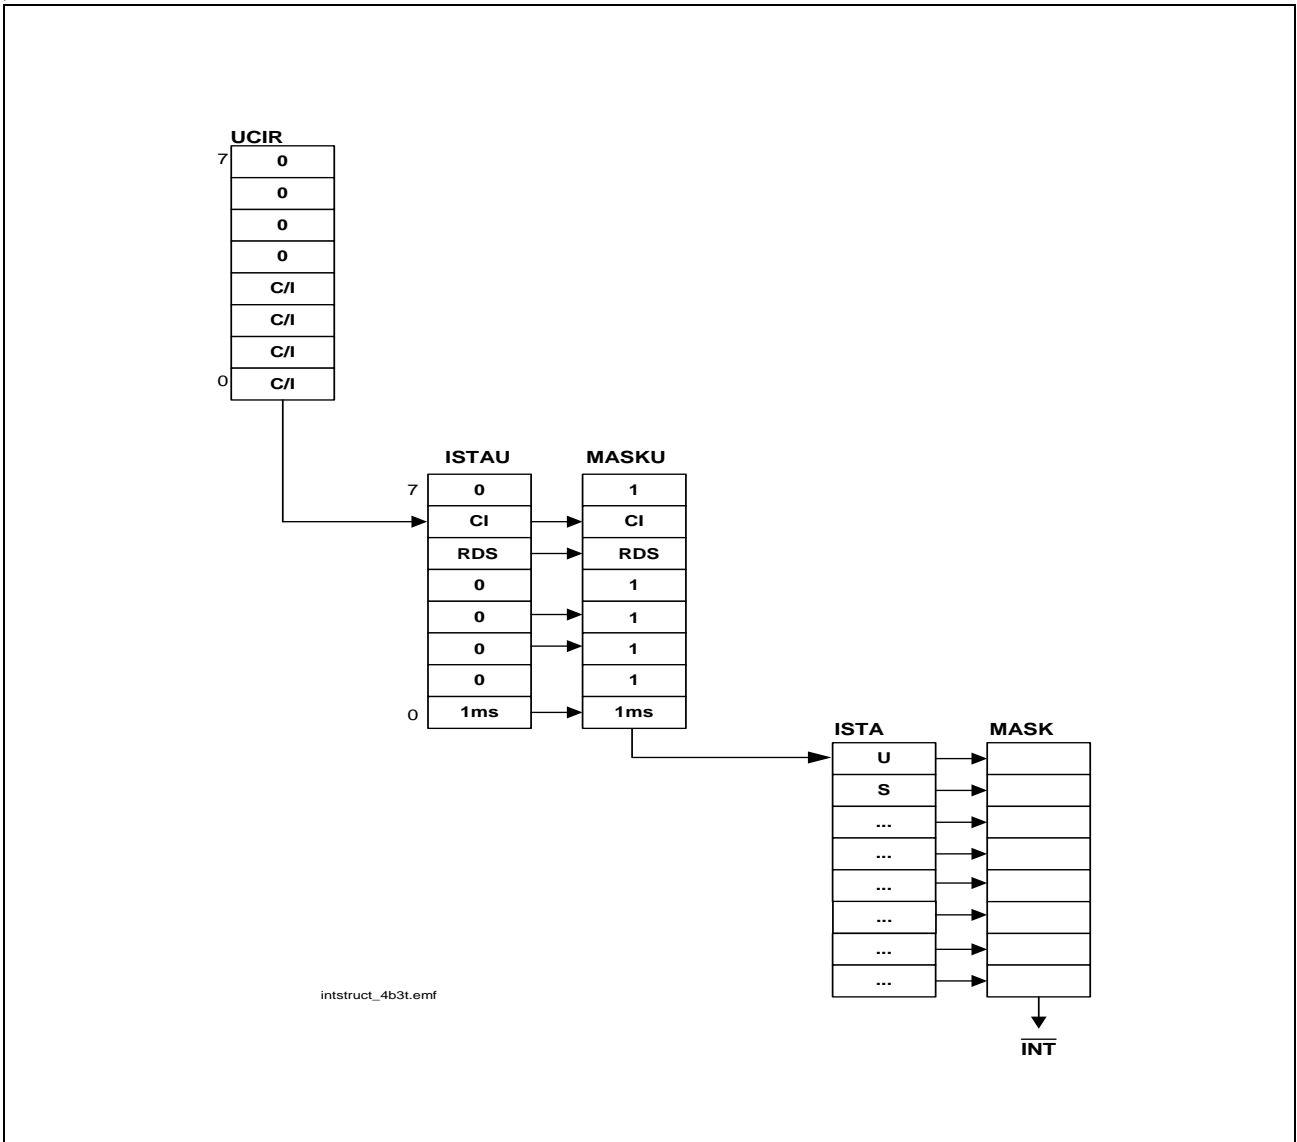 UCIR
7 0
0
0
0
C/I
C/I
C/I
0 C/I
ISTAU MASKU
7 0 1
CI CI
RDS RDS
0 1
0 1
0 1
0 1
0 1ms 1ms
ISTA MASK
U
S
...
...
...
...
...
...
intstruct_4b3t.emf
INT